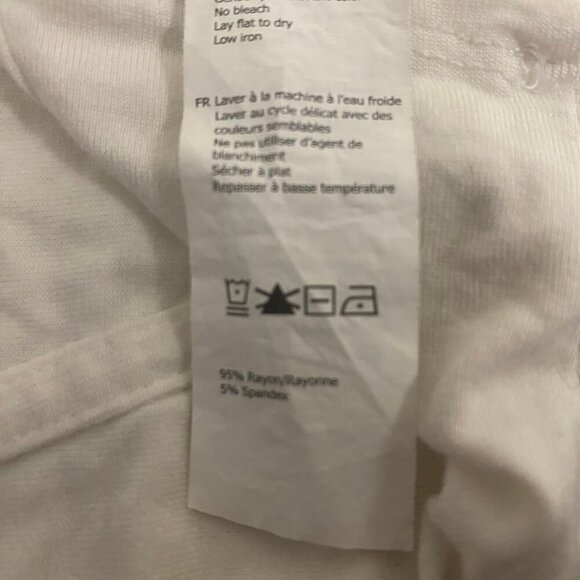 No bleach
Lay flat to dry
Low iron
FR Laver à la machine à l'eau froide
Laver au cycle délicat avec des
couleurs semblables
Ne pas utiliser d'agent de
blanchiment
Sécher à plat
Repasser à basse température
95% Rayon/Rayonne
5% Spandex